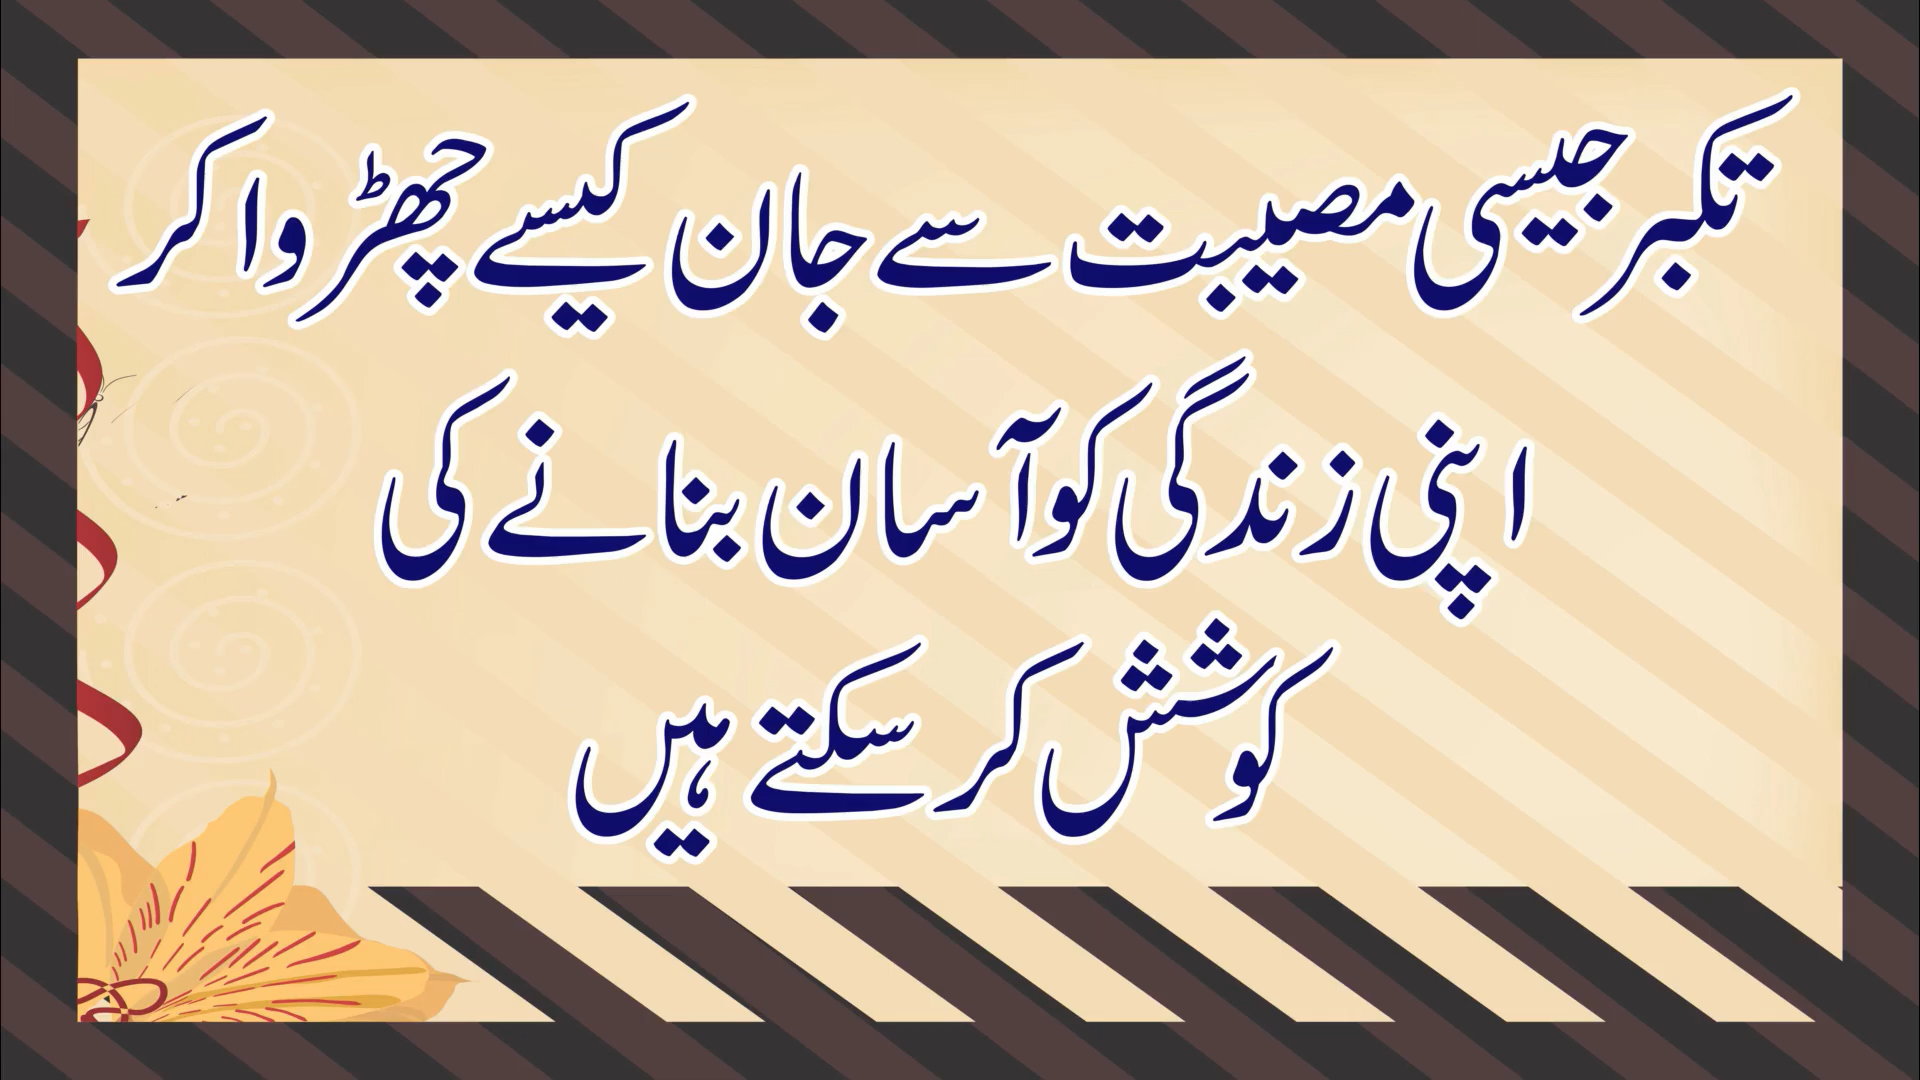 تکبر جیسی مصیبت سے جان کیسے چھڑوا کر
اپنی زندگی کو آسان بنانے کی
کوشش کر سکتے ہیں